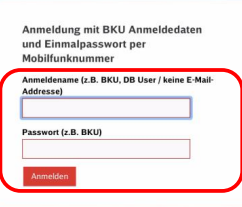 Anmeldung mit BKU Anmeldedaten
und Einmalpasswort per
Mobilfunknummer
Anmeldename (z.B. BKU, DB User / keine E-Mail-
Addresse)
Passwort (z.B. BKU)
Anmelden